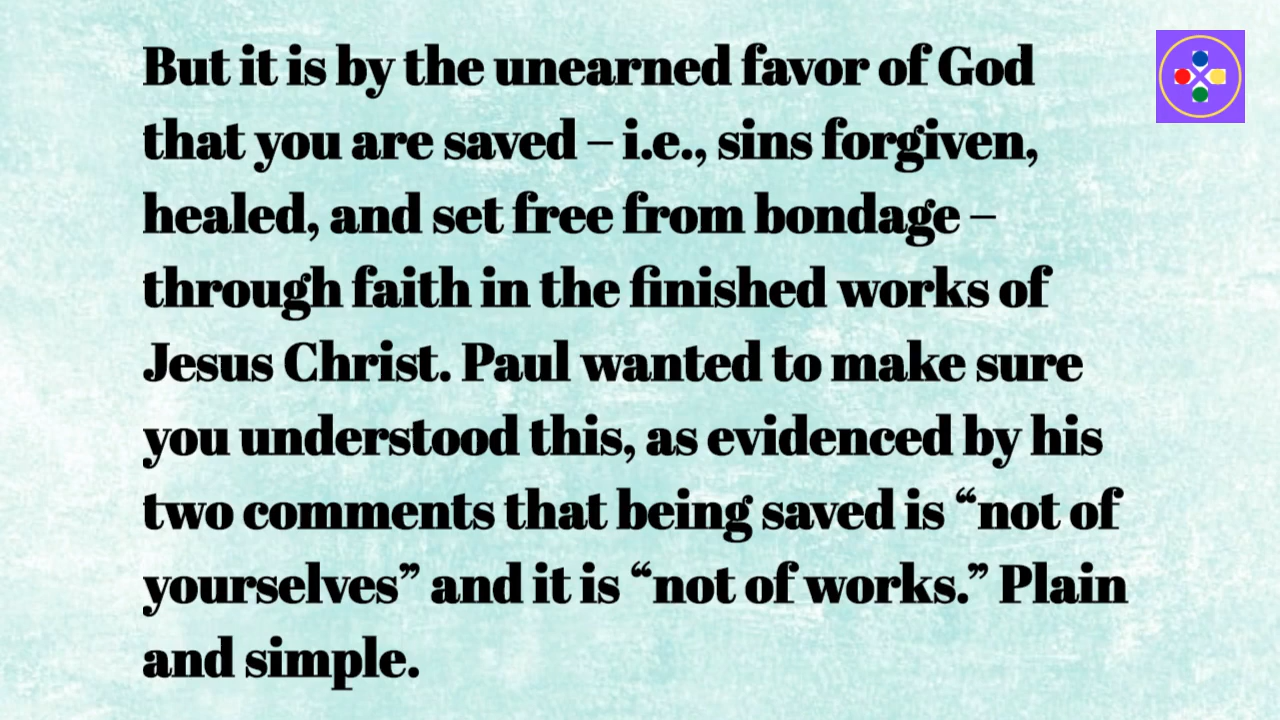 But it is by the unearned favor of God
that you are saved – i.e., sins forgiven,
healed, and set free from bondage –
through faith in the finished works of
Jesus Christ. Paul wanted to make sure
you understood this, as evidenced by his
two comments that being saved is “not of
yourselves” and it is “not of works.” Plain
and simple.